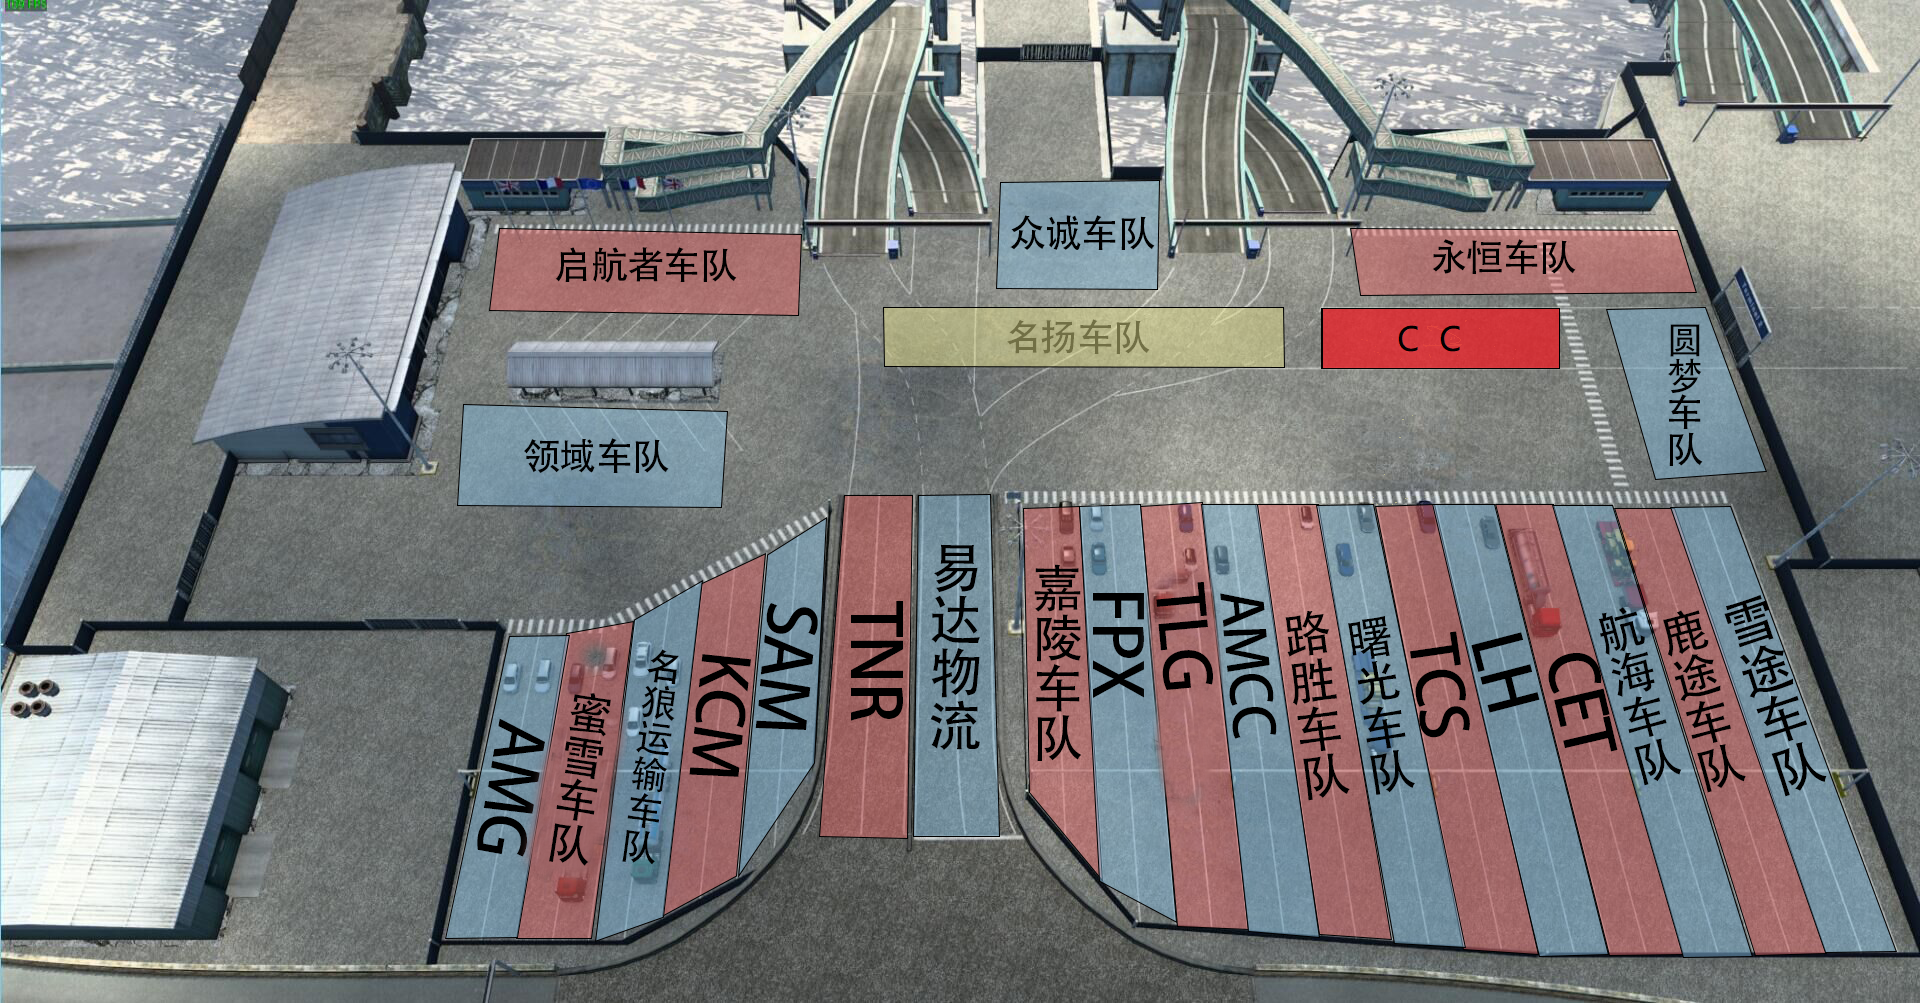 109 FPS
众诚车队
启航者车队
永恒车队
名扬车队
C C
圆梦车队
领域车队
AMG
蜜雪车队
名狼运输车队
KCM
SAM
TNR
易达物流
嘉陵车队
FPX
TLG
AMCC
路胜车队
曙光车队
TCS
LH
CET
航海车队
鹿途车队
雪途车队